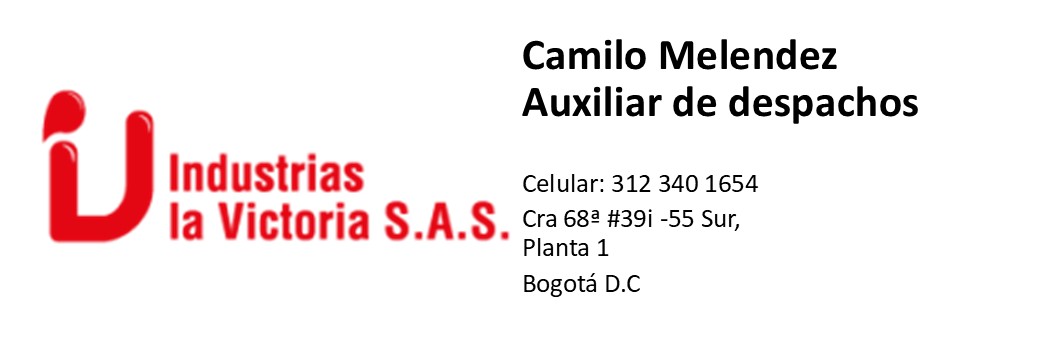 Camilo Melendez
Auxiliar de despachos
Industrias
la Victoria S.A.S.
Celular: 312 340 1654
Cra 68ª #39i -55 Sur,
Planta 1
Bogotá D.C